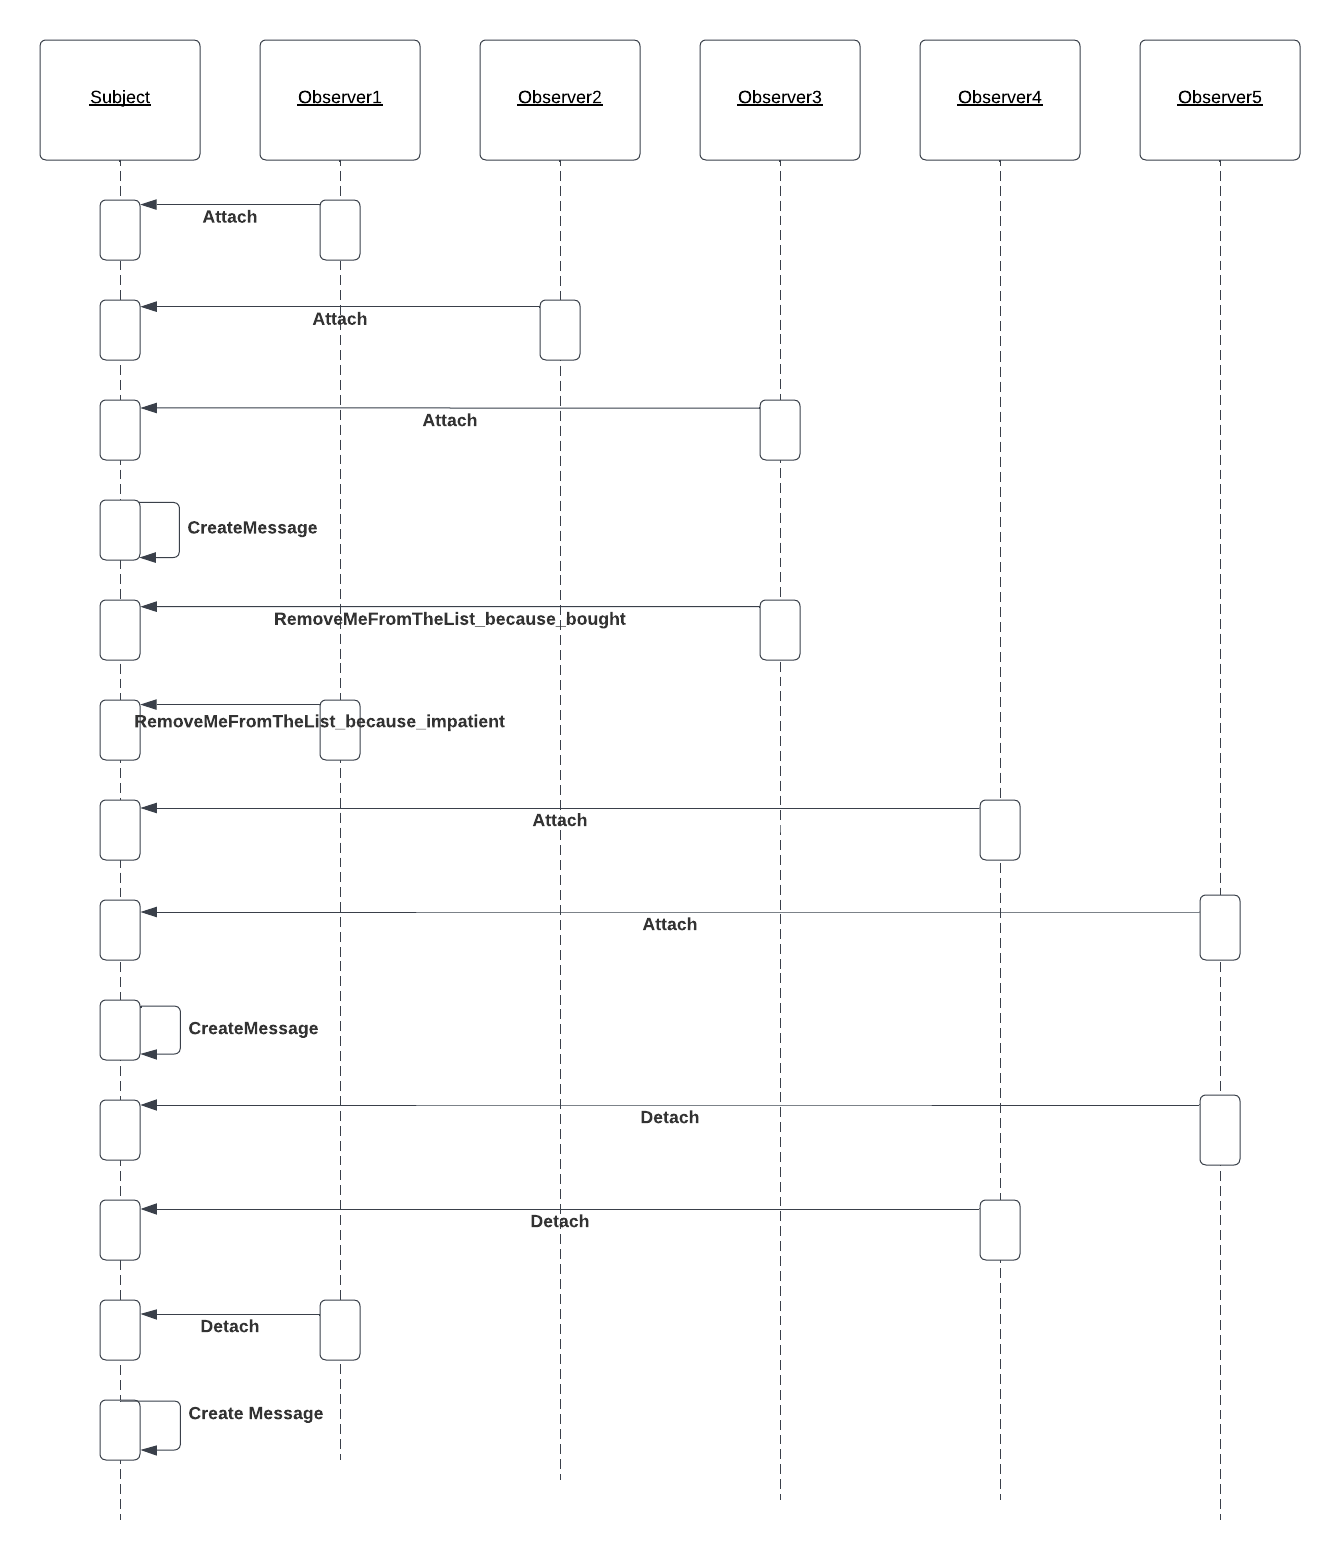 Subject
Observer1
Observer2
Observer3
Observer4
Observer5
Attach
Attach
Attach
CreateMessage
RemoveMeFromTheList_because_bought
RemoveMeFromTheList_because_impatient
Attach
Attach
CreateMessage
Detach
Detach
Detach
Create Message